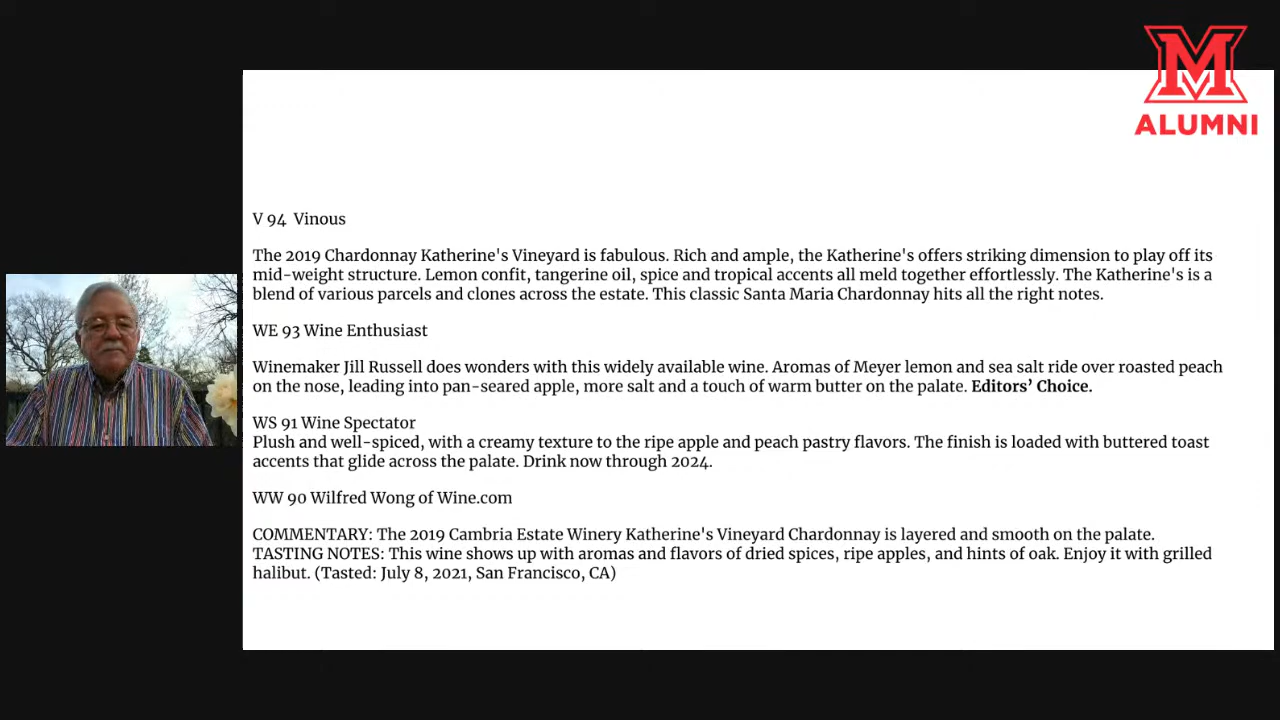 M
ALUMNI
V 94  Vinous
The 2019 Chardonnay Katherine's Vineyard is fabulous. Rich and ample, the Katherine's offers striking dimension to play off its
mid-weight structure. Lemon confit, tangerine oil, spice and tropical accents all meld together effortlessly. The Katherine's is a
blend of various parcels and clones across the estate. This classic Santa Maria Chardonnay hits all the right notes.
WE 93 Wine Enthusiast
Winemaker Jill Russell does wonders with this widely available wine. Aromas of Meyer lemon and sea salt ride over roasted peach
on the nose, leading into pan-seared apple, more salt and a touch of warm butter on the palate. Editors’ Choice.
WS 91 Wine Spectator
Plush and well-spiced, with a creamy texture to the ripe apple and peach pastry flavors. The finish is loaded with buttered toast
accents that glide across the palate. Drink now through 2024.
WW 90 Wilfred Wong of Wine.com
COMMENTARY: The 2019 Cambria Estate Winery Katherine's Vineyard Chardonnay is layered and smooth on the palate.
TASTING NOTES: This wine shows up with aromas and flavors of dried spices, ripe apples, and hints of oak. Enjoy it with grilled
halibut. (Tasted: July 8, 2021, San Francisco, CA)